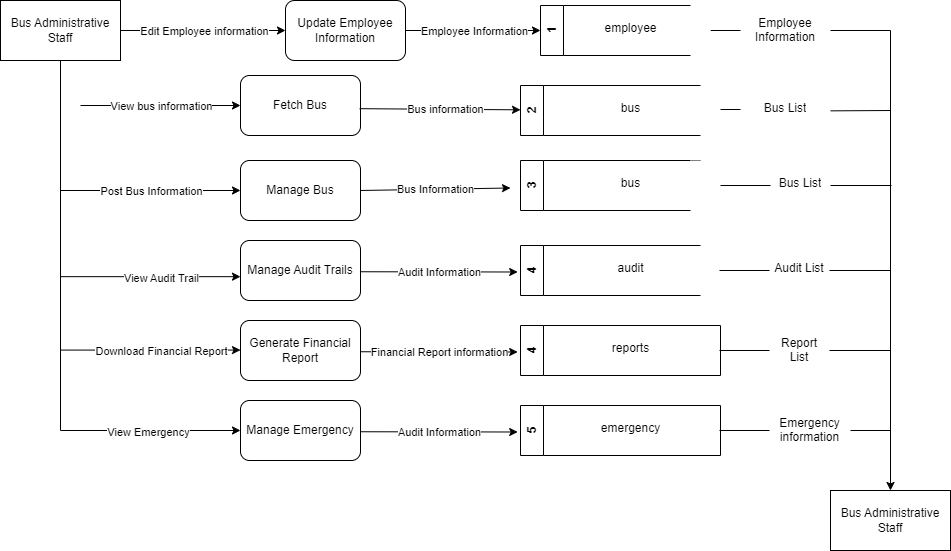 Bus Administrative
Staff
Edit Employee information
Update Employee
Information
Employee Information
1
employee
Employee
Information
View bus information
Fetch Bus
Bus information
2
bus
Bus List
Post Bus Information
Manage Bus
Bus Information
3
bus
Bus List
View Audit Trail
Manage Audit Trails
Audit Information
4
audit
Audit List
Download Financial Report
Generate Financial
Report
Financial Report information
4
reports
Report
List
View Emergency
Manage Emergency
Audit Information
5
emergency
Emergency
information
Bus Administrative
Staff